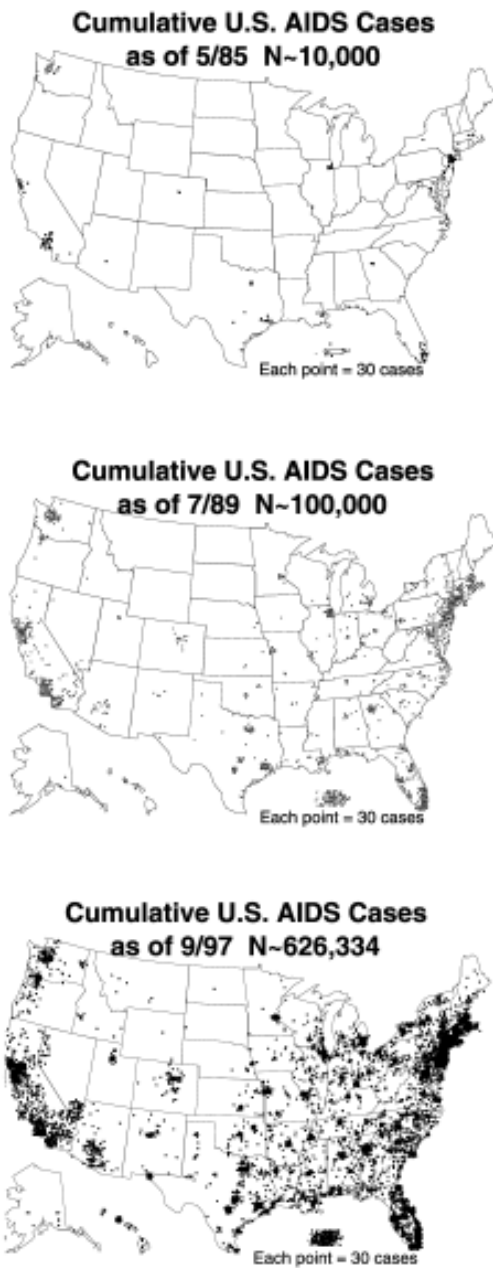 Cumulative U.S. AIDS Cases
as of 5/85 N~10,000
Each point = 30 cases
Cumulative U.S. AIDS Cases
as of 7/89 N~100,000
Each point = 30 cases
Cumulative U.S. AIDS Cases
as of 9/97 N~626,334
Each point = 30 cases